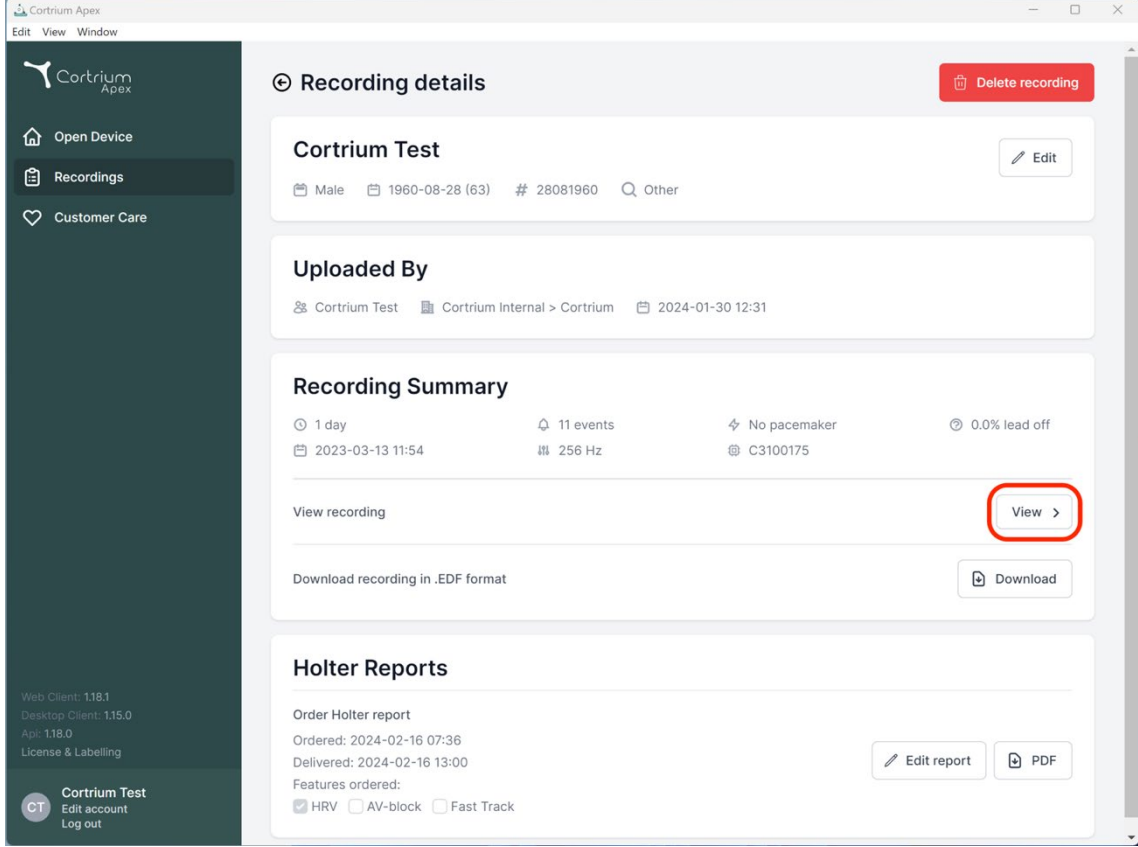 Cortrium Apex
Edit View Window
Cortrium
Apex
Open Device
Recordings
Customer Care
Web Client: 1.18.1
Desktop Client: 1.15.0
Api: 1.18.0
License & Labelling
CT
Cortrium Test
Edit account
Log out
Recording details
Delete recording
Cortrium Test
Edit
Male 1960-08-28 (63) # 28081960 Other
Uploaded By
Cortrium Test Cortrium Internal > Cortrium 2024-01-30 12:31
Recording Summary
1 day 11 events No pacemaker 0.0% lead off
2023-03-13 11:54 256 Hz C3100175
View recording View >
Download recording in .EDF format Download
Holter Reports
Order Holter report
Ordered: 2024-02-16 07:36
Delivered: 2024-02-16 13:00
Features ordered:
HRV AV-block Fast Track
Edit report PDF